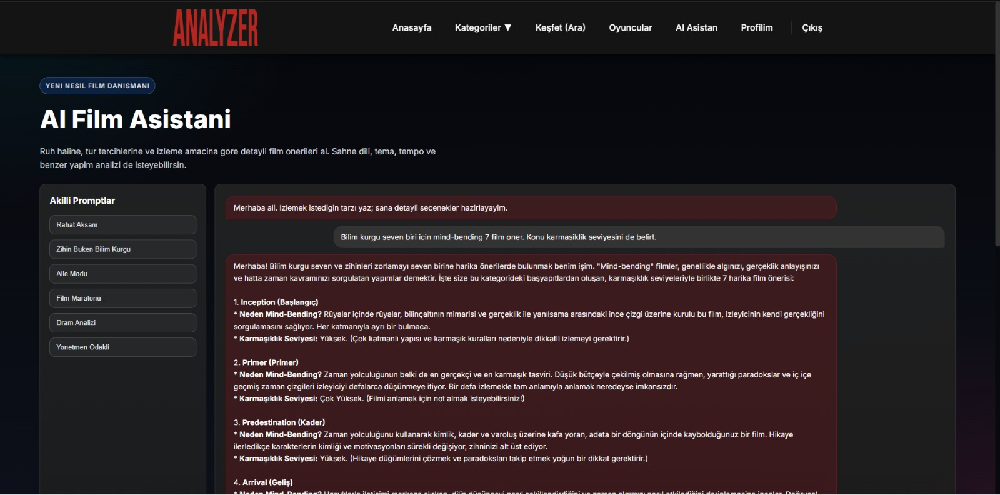 ANALYZER
Anasayfa
Kategoriler ▼
Keşfet (Ara)
Oyuncular
AI Asistan
Profilim
Çıkış
YENI NESIL FILM DANISMANI
AI Film Asistani
Ruh haline, tur tercihlerine ve izleme amacina gore detayli film onerileri al. Sahne dili, tema, tempo ve
benzer yapim analizi de isteyebilirsin.
Akilli Promptlar
Rahat Aksam
Zihin Buken Bilim Kurgu
Aile Modu
Film Maratonu
Dram Analizi
Yonetmen Odakli
Merhaba ali. Izlemek istedigin tarzı yaz; sana detayli secenekler hazirlayayim.
Bilim kurgu seven biri icin mind-bending 7 film oner. Konu karmasiklik seviyesini de belirt.
Merhaba! Bilim kurgu seven ve zihinleri zorlamayı seven birine harika önerilerde bulunmak benim işim. "Mind-bending" filmler, genellikle algınızı, gerçeklik anlayışınızı
ve hatta zaman kavramınızı sorgulatan yapımlar demektir. İşte size bu kategorideki başyapıtlardan oluşan, karmaşıklık seviyeleriyle birlikte 7 harika film önerisi:
1. Inception (Başlangıç)
* Neden Mind-Bending? Rüyalar içinde rüyalar, bilinçaltının mimarisi ve gerçeklik ile yanılsama arasındaki ince çizgi üzerine kurulu bu film, izleyicinin kendi gerçekliğini
sorgulamasını sağlıyor. Her katmanıyla ayrı bir bulmaca.
* Karmaşıklık Seviyesi: Yüksek. (Çok katmanlı yapısı ve karmaşık kuralları nedeniyle dikkatli izlemeyi gerektirir.)
2. Primer (Primer)
* Neden Mind-Bending? Zaman yolculuğunun belki de en gerçekçi ve en karmaşık tasviri. Düşük bütçeyle çekilmiş olmasına rağmen, yarattığı paradokslar ve iç içe
geçmiş zaman çizgileri izleyiciyi defalarca düşünmeye itiyor. Bir defa izlemekle tam anlamıyla anlamak neredeyse imkansızdır.
* Karmaşıklık Seviyesi: Çok Yüksek. (Filmi anlamak için not almak isteyebilirsiniz!)
3. Predestination (Kader)
* Neden Mind-Bending? Zaman yolculuğunu kullanarak kimlik, kader ve varoluş üzerine kafa yoran, adeta bir döngünün içinde kaybolduğunuz bir film. Hikaye
ilerledikçe karakterlerin kimliği ve motivasyonları sürekli değişiyor, zihninizi alt üst ediyor.
* Karmaşıklık Seviyesi: Yüksek. (Hikaye düğümlerini çözmek ve paradoksları takip etmek yoğun bir dikkat gerektirir.)
4. Arrival (Geliş)